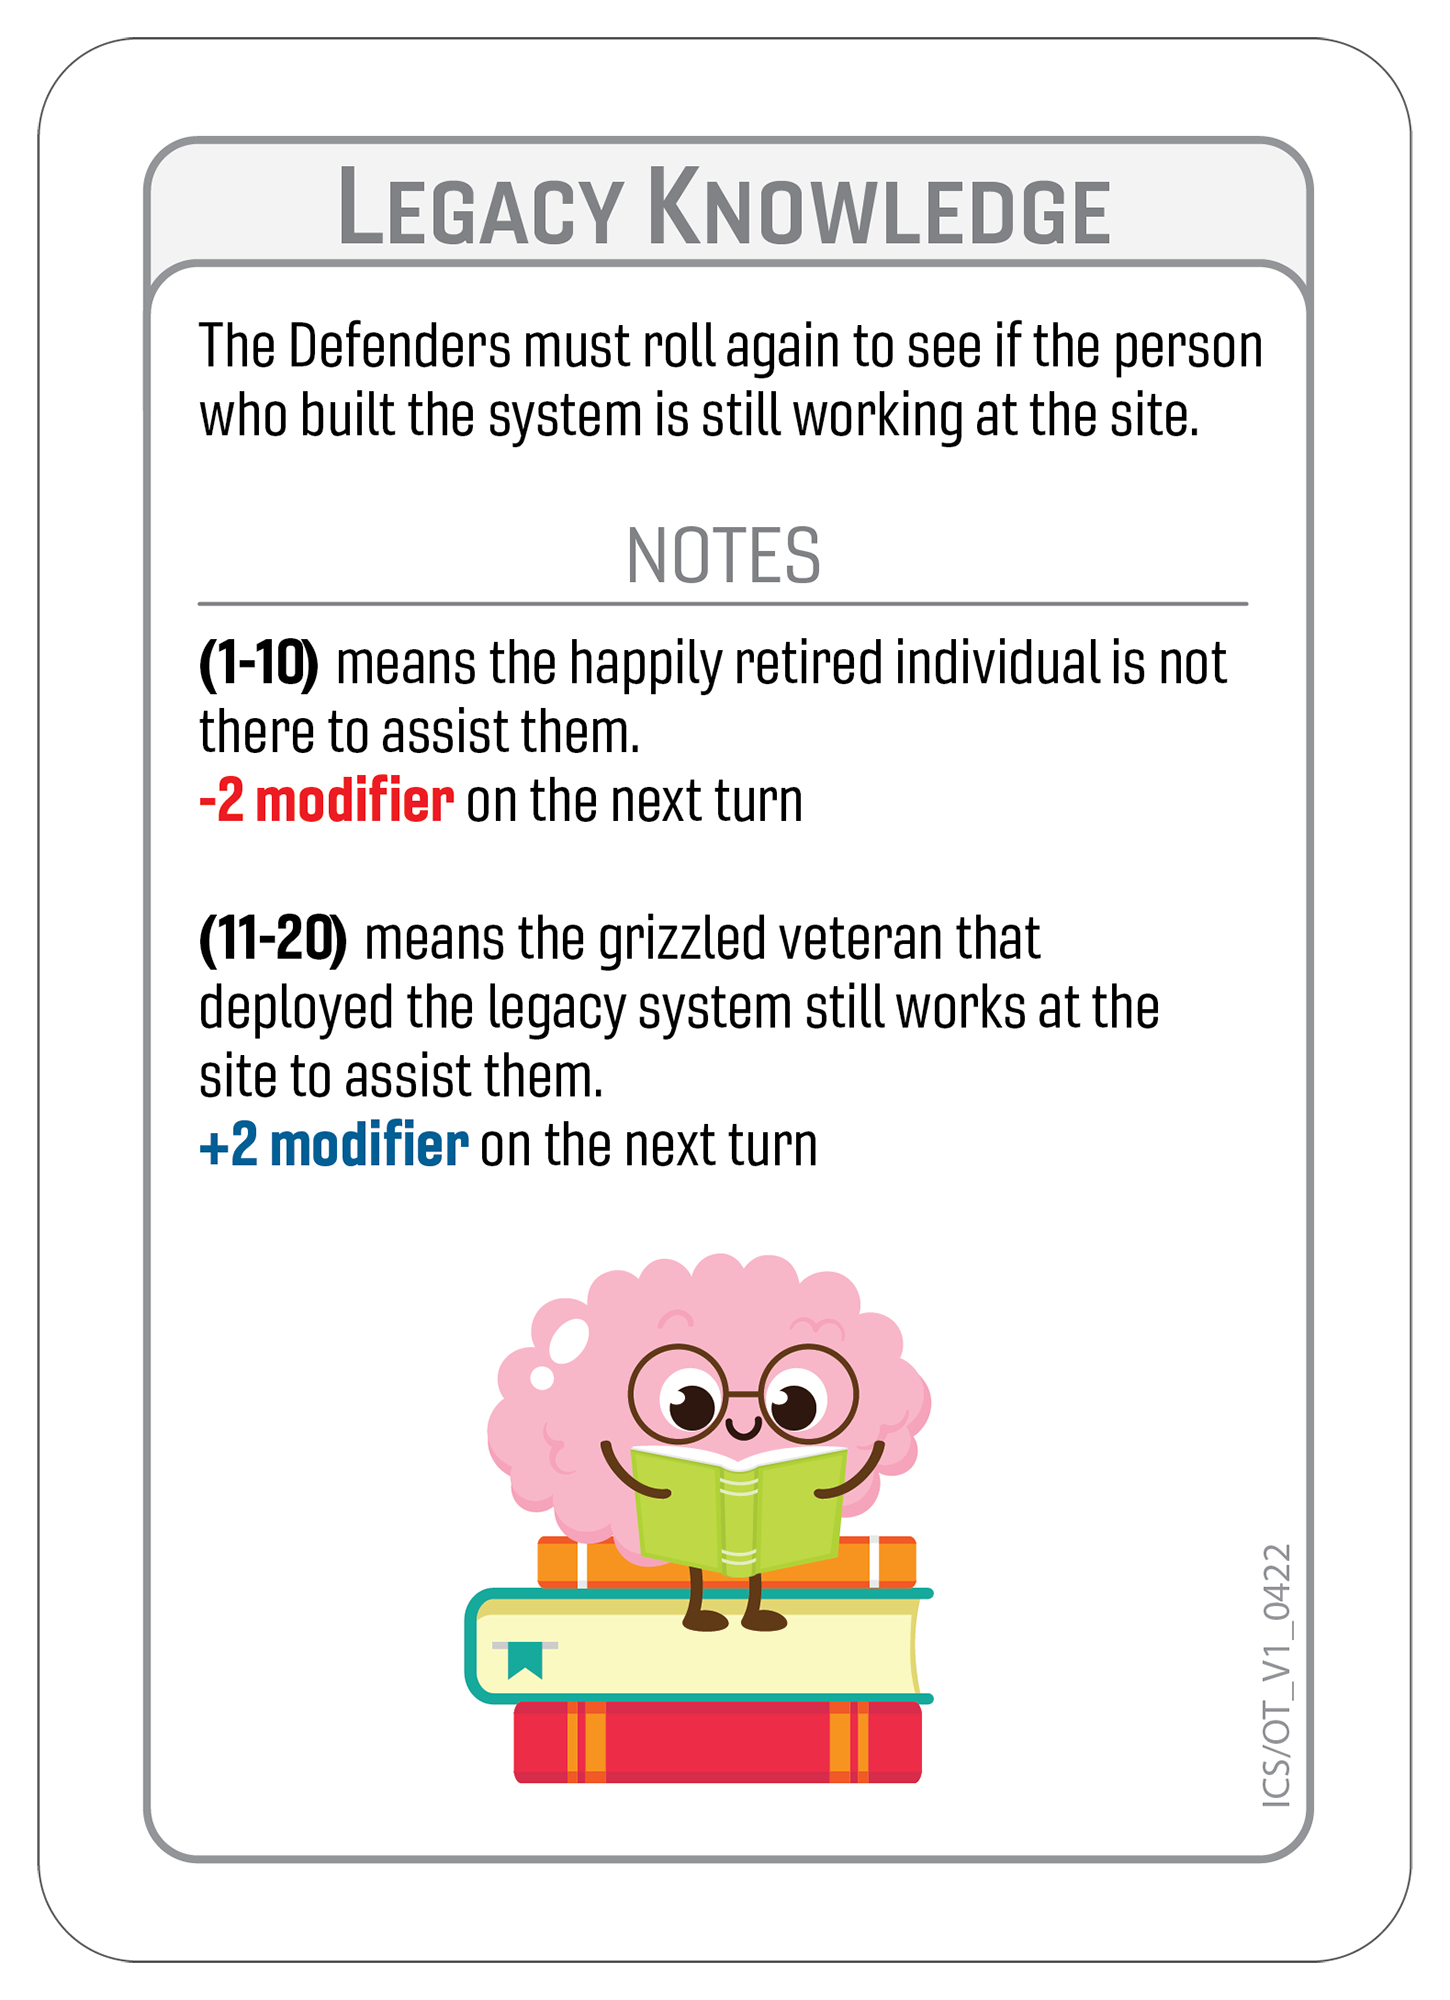 LEGACY KNOWLEDGE
The Defenders must roll again to see if the person
who built the system is still working at the site.
NOTES
(1-10) means the happily retired individual is not
there to assist them.
-2 modifier on the next turn
(11-20) means the grizzled veteran that
deployed the legacy system still works at the
site to assist them.
+2 modifier on the next turn
ICS/OT_V1_0422